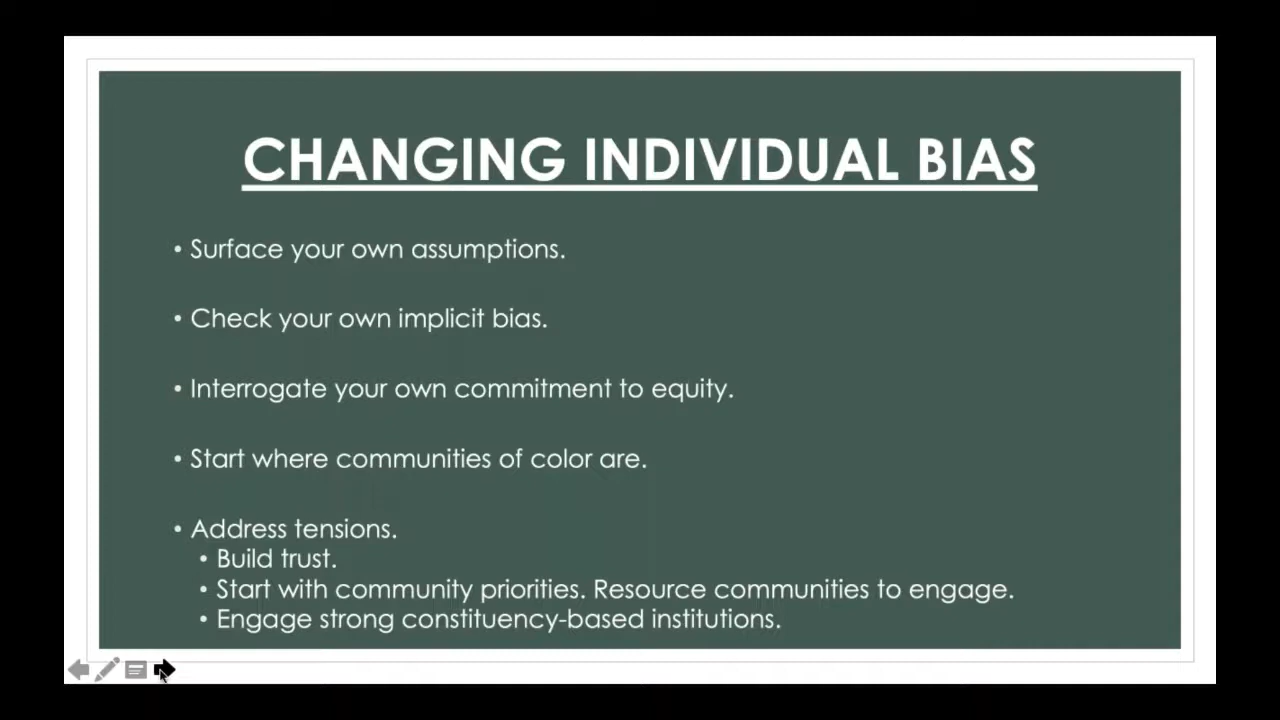 CHANGING INDIVIDUAL BIAS
• Surface your own assumptions.
• Check your own implicit bias.
• Interrogate your own commitment to equity.
• Start where communities of color are.
• Address tensions.
• Build trust.
• Start with community priorities. Resource communities to engage.
• Engage strong constituency-based institutions.